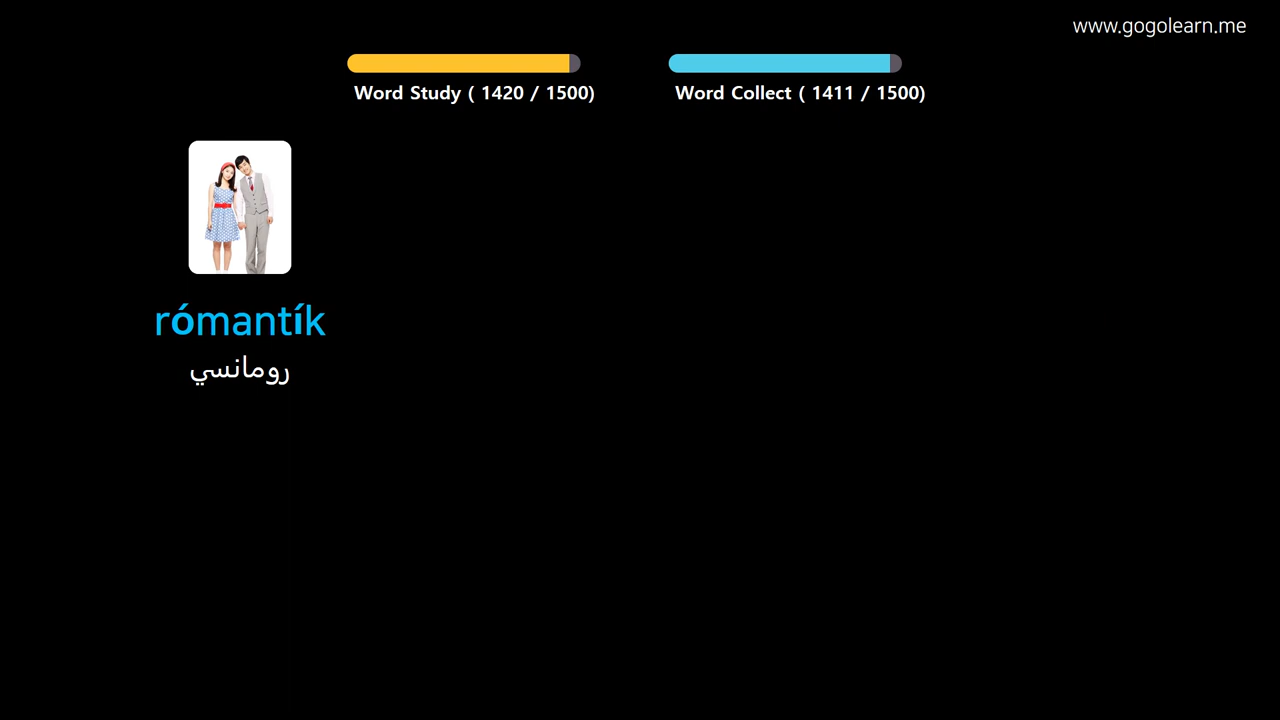 www.gogolearn.me
Word Study ( 1420 / 1500)
Word Collect ( 1411 / 1500)
rómantík
رومانسي